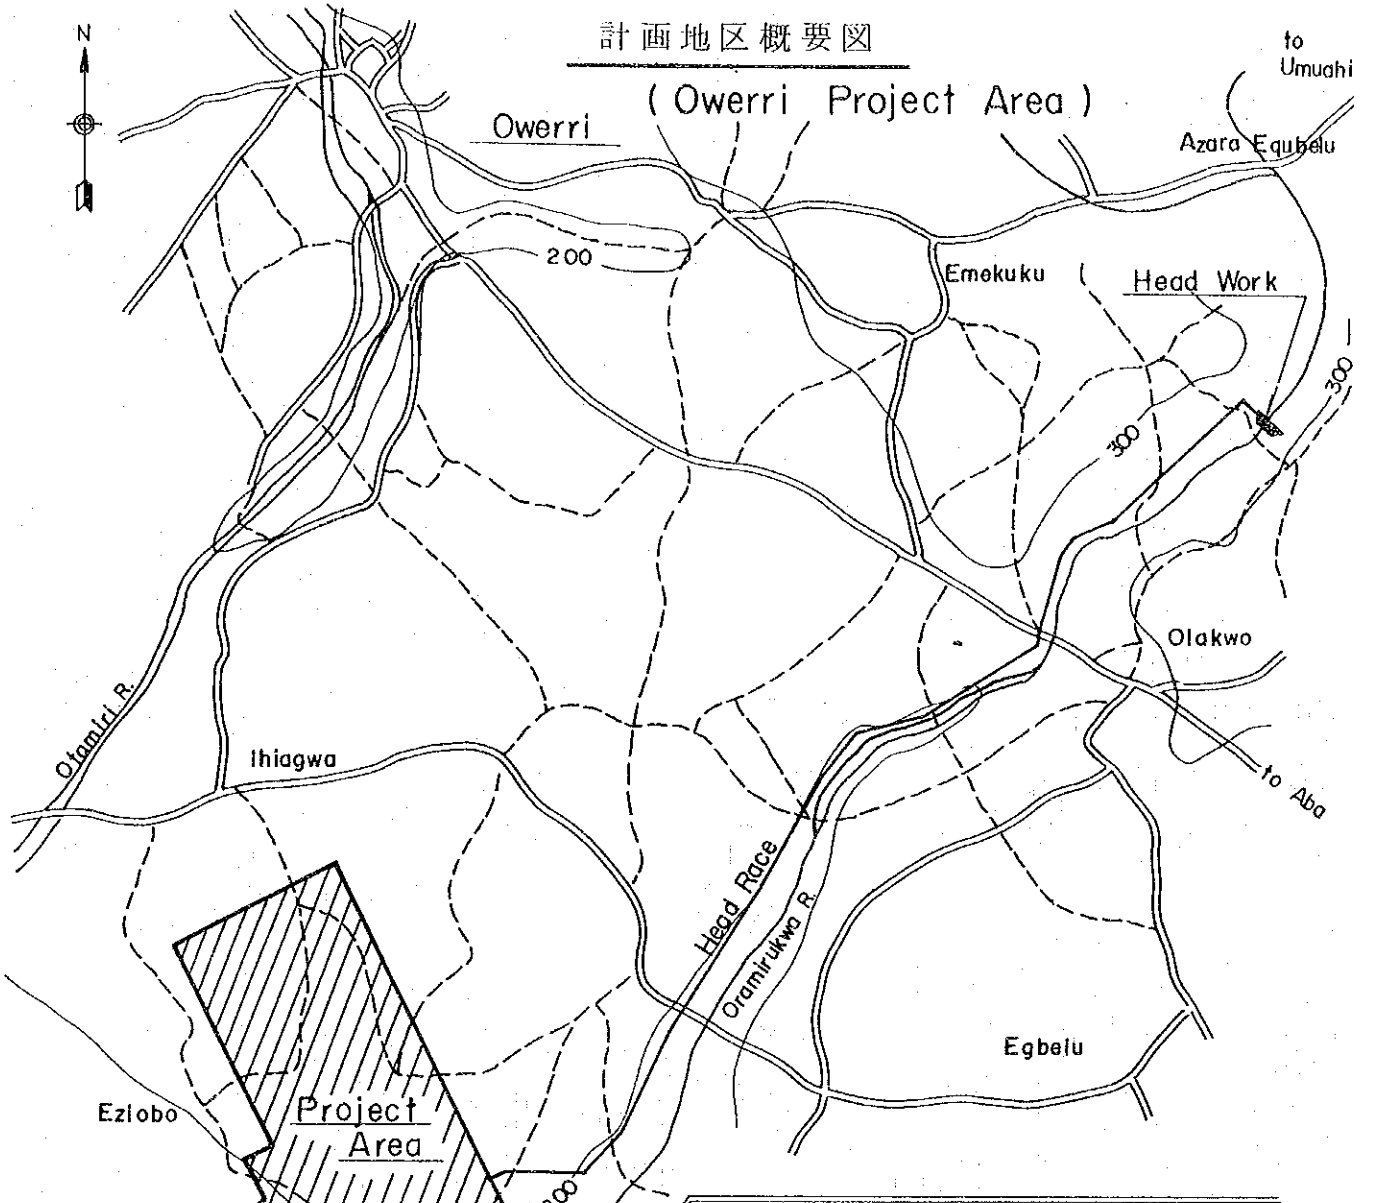 N
計画地区概要図
(Owerri Project Area)
to
Umuahi
Owerri
Azara Equbelu
200
Emekuku
Head Work
300
300
Olakwo
Otamiri R.
Ihiagwa
to Aba
Head Race
Oramirukwa R.
Egbelu
Eziobo
Project
Area